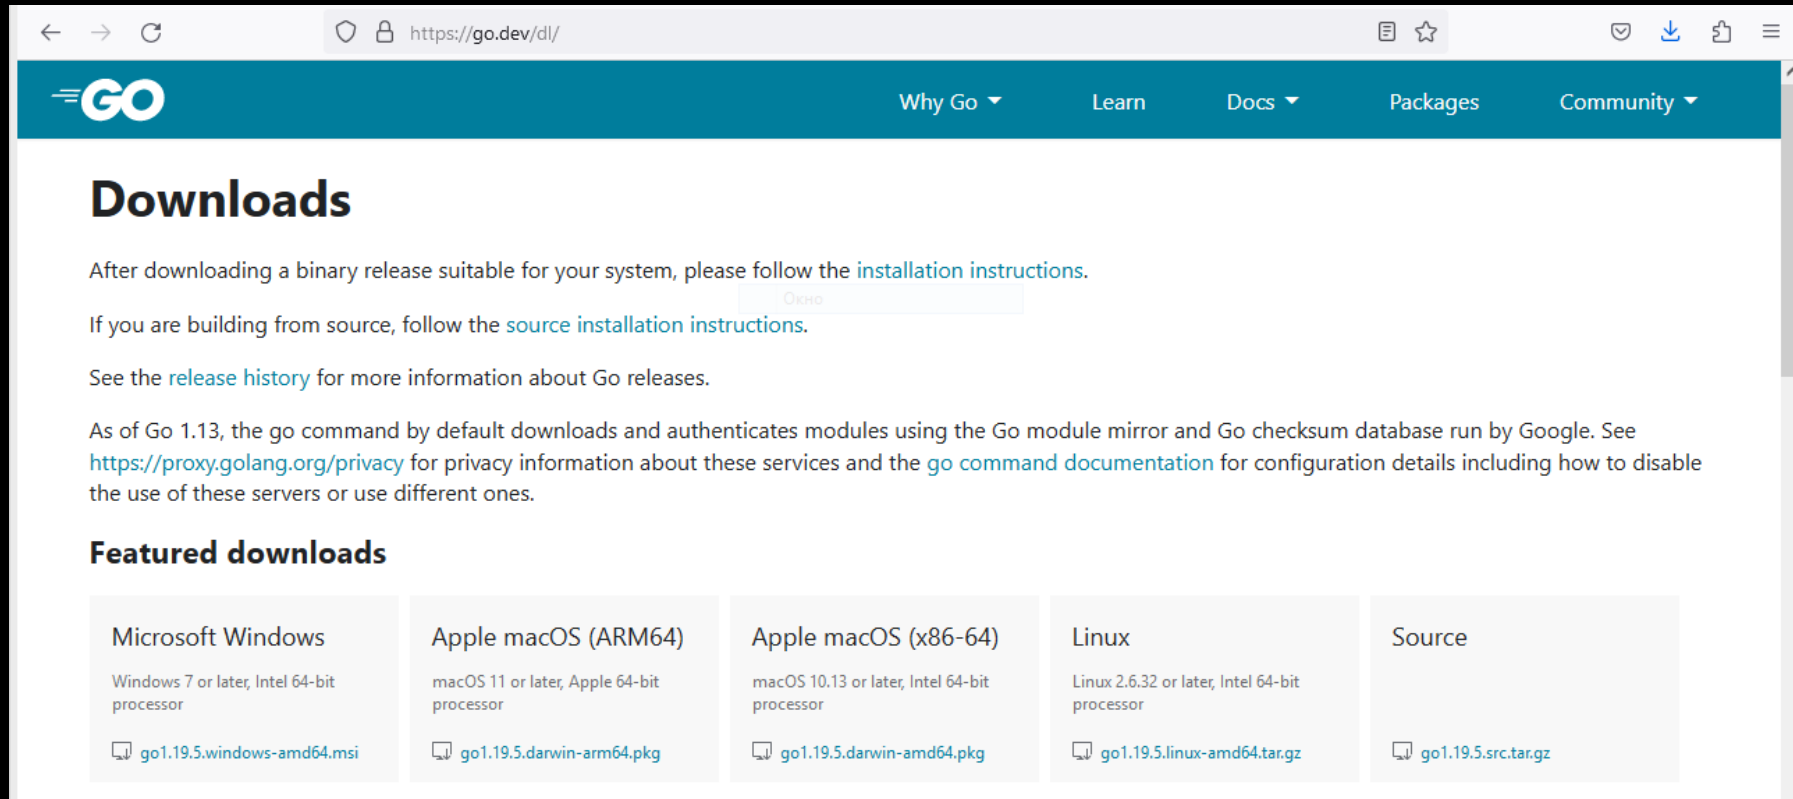 https://go.dev/dl/
GO
Why Go
Learn
Docs
Packages
Community
Downloads
After downloading a binary release suitable for your system, please follow the installation instructions.
Окно
If you are building from source, follow the source installation instructions.
See the release history for more information about Go releases.
As of Go 1.13, the go command by default downloads and authenticates modules using the Go module mirror and Go checksum database run by Google. See
https://proxy.golang.org/privacy for privacy information about these services and the go command documentation for configuration details including how to disable
the use of these servers or use different ones.
Featured downloads
Microsoft Windows
Windows 7 or later, Intel 64-bit
processor
go1.19.5.windows-amd64.msi
Apple macOS (ARM64)
macOS 11 or later, Apple 64-bit
processor
go1.19.5.darwin-arm64.pkg
Apple macOS (x86-64)
macOS 10.13 or later, Intel 64-bit
processor
go1.19.5.darwin-amd64.pkg
Linux
Linux 2.6.32 or later, Intel 64-bit
processor
go1.19.5.linux-amd64.tar.gz
Source
go1.19.5.src.tar.gz